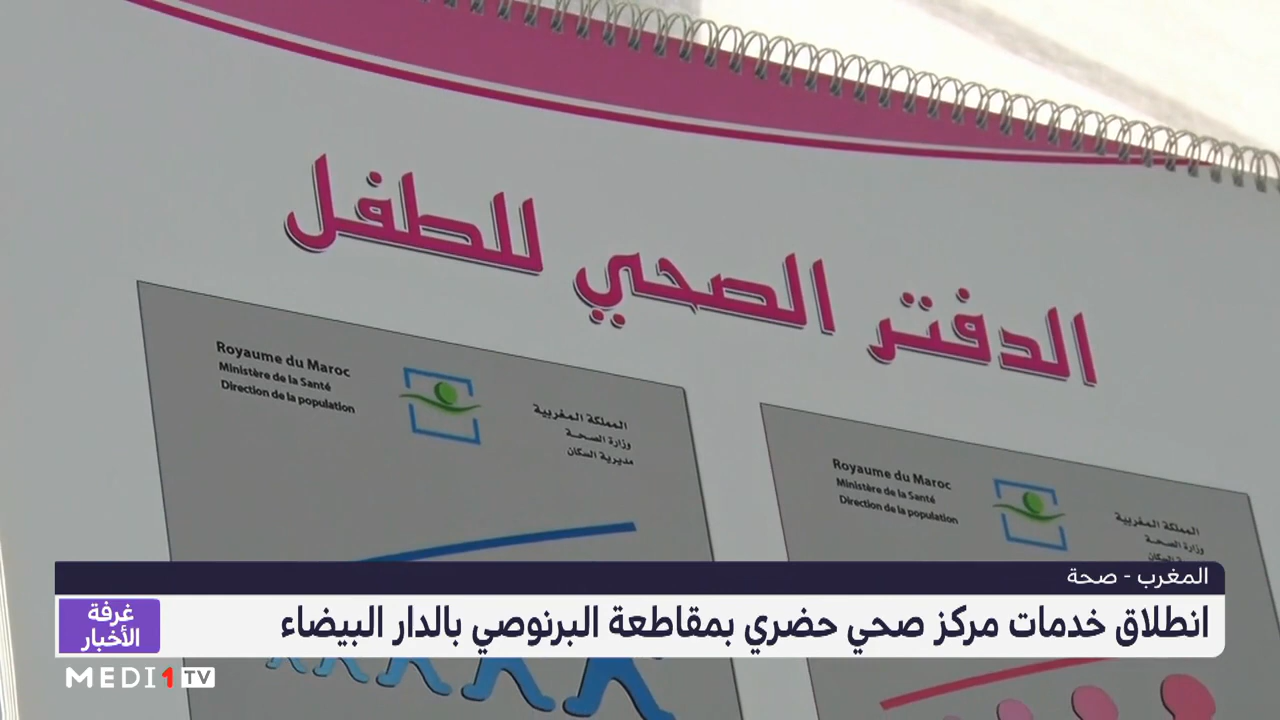 الدفتر الصحي للطفل
Royaume du Maroc
Ministère de la Santé
Direction de la population
المملكة المغربية
وزارة الصحة
مديرية السكان
Royaume du Maroc
Ministère de la Santé
Direction de la population
المملكة المغربية
وزارة الصحة
مديرية السكان
المغرب - صحة
انطلاق خدمات مركز صحي حضري بمقاطعة البرنوصي بالدار البيضاء
غرفة
الأخبار
MEDI1TV